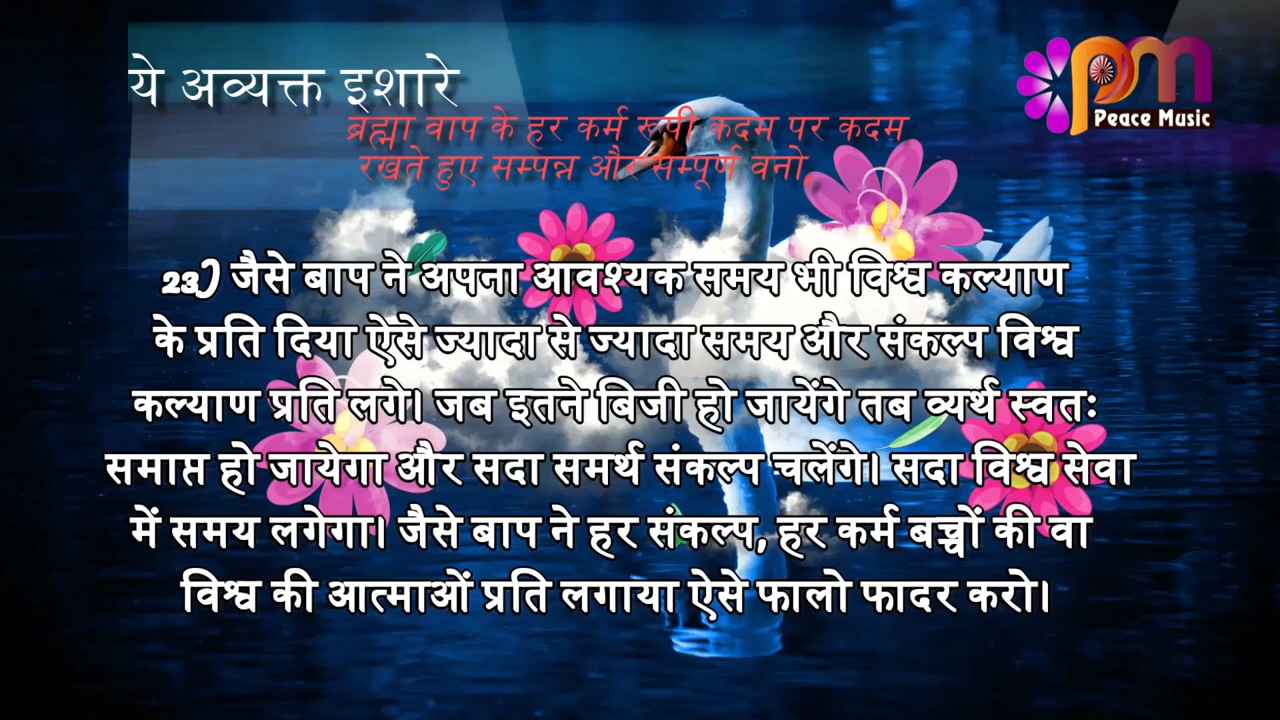 ये अव्यक्त इशारे
pm
Peace Music
ब्रह्मा वाप के हर कर्म रूपी कदम पर कदम
रखते हुए सम्पन्न और सम्पूर्ण वनो,
23) जैसे बाप ने अपना आवश्यक समय भी विश्व कल्याण
के प्रति दिया ऐसे ज्यादा से ज्यादा समय और संकल्प विश्व
कल्याण प्रति लगे। जब इतने बिजी हो जायेंगे तब व्यर्थ स्वतः
समाप्त हो जायेगा और सदा समर्थ संकल्प चलेंगे। सदा विश्व सेवा
में समय लगेगा। जैसे बाप ने हर संकल्प, हर कर्म बच्चों की वा
विश्व की आत्माओं प्रति लगाया ऐसे फालो फादर करो।